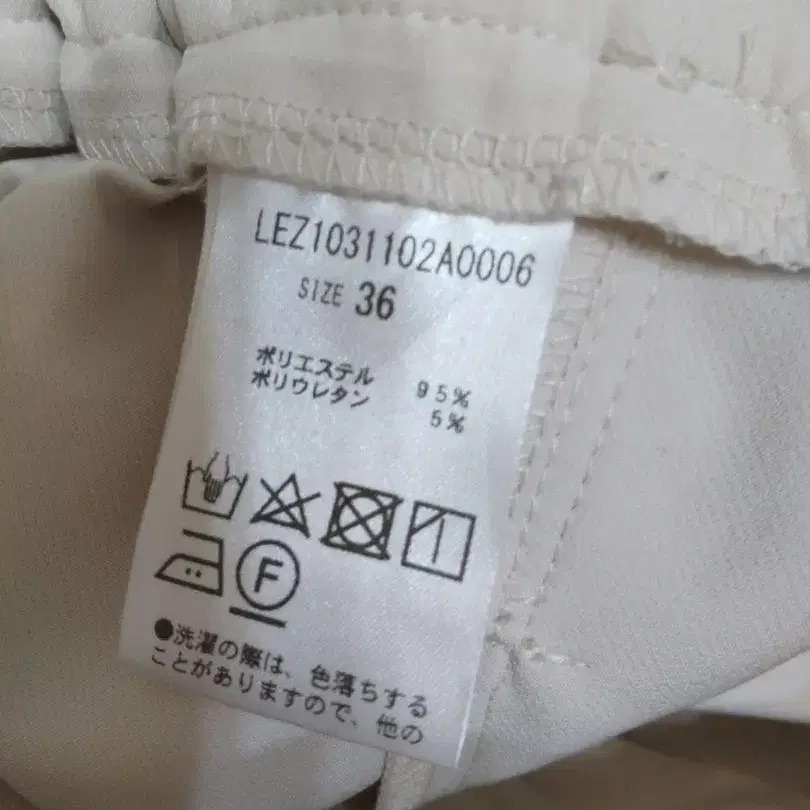 LEZ1031102A0006
SIZE 36
ポリエステル 95%
ポリウレタン 5%
F
●洗濯の際は、色落ちする
ことがありますので、他の